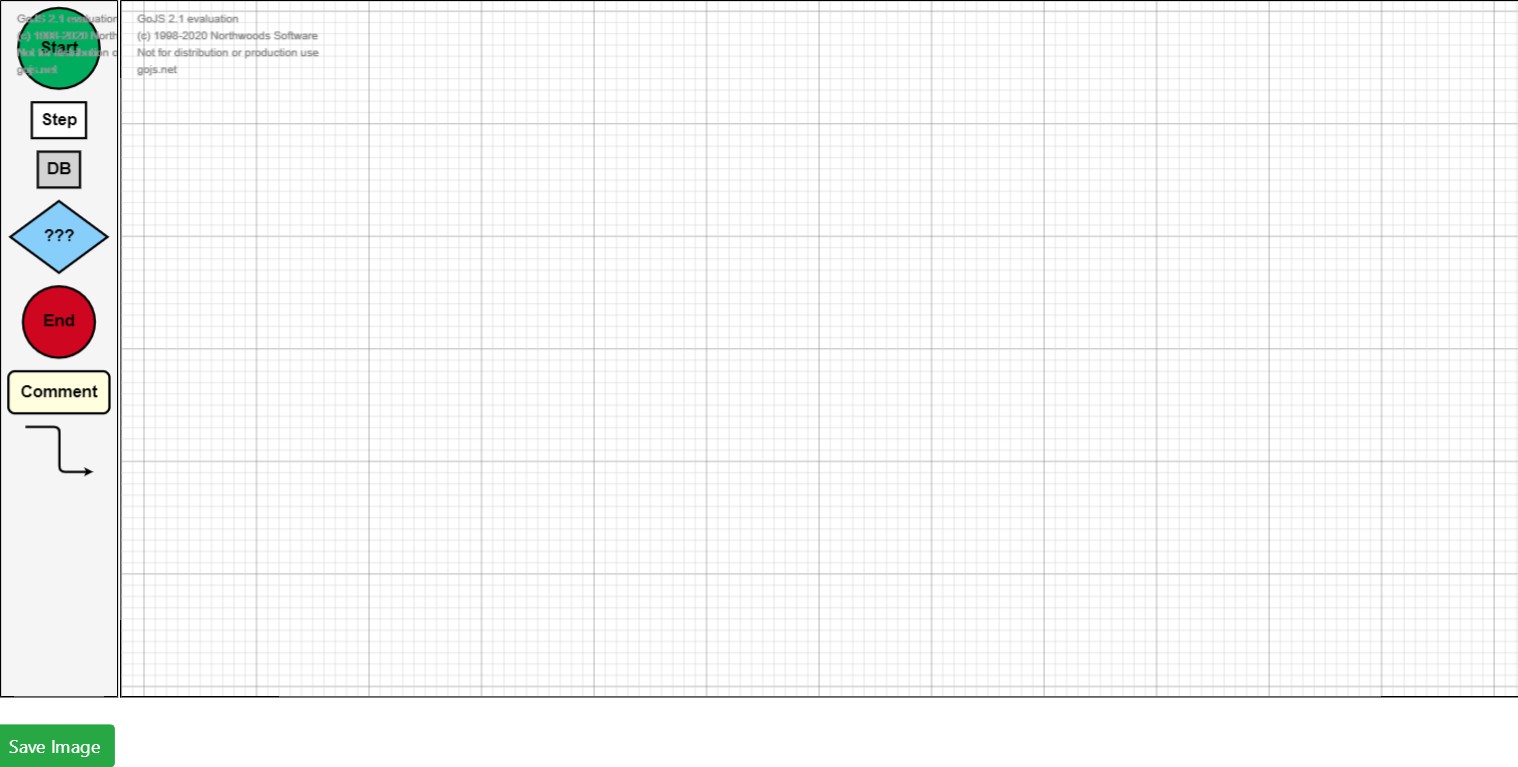 GoJS 2.1 evaluation
(c) 1998-2020 North
Not for distribution o
gojs.net
Start
Step
DB
???
End
Comment
GoJS 2.1 evaluation
(c) 1998-2020 Northwoods Software
Not for distribution or production use
gojs.net
Save Image